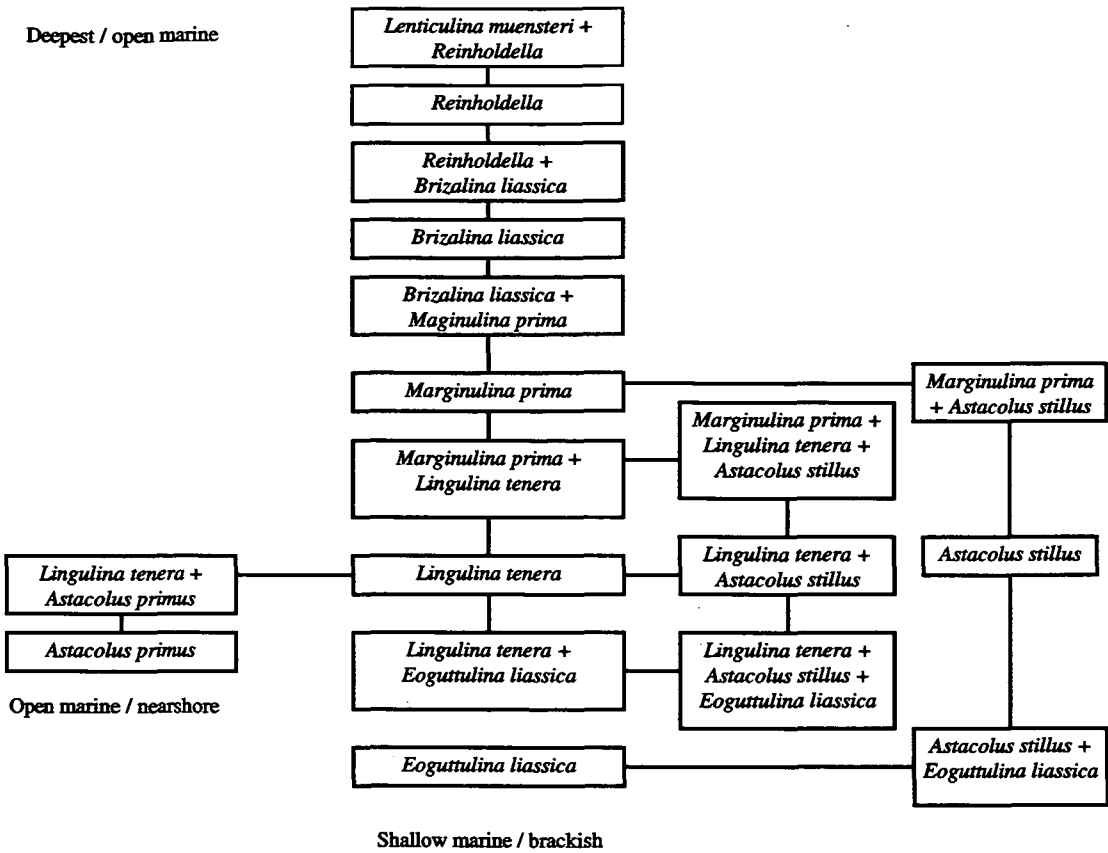 Deepest / open marine
Lenticulina muensteri +
Reinholdella
Reinholdella
Reinholdella +
Brizalina liassica
Brizalina liassica
Brizalina liassica +
Maginulina prima
Marginulina prima
Marginulina prima
+ Astacolus stillus
Marginulina prima +
Lingulina tenera
Marginulina prima +
Lingulina tenera +
Astacolus stillus
Lingulina tenera +
Astacolus primus
Lingulina tenera
Lingulina tenera +
Astacolus stillus
Astacolus stillus
Astacolus primus
Lingulina tenera +
Eoguttulina liassica
Lingulina tenera +
Astacolus stillus +
Eoguttulina liassica
Open marine / nearshore
Eoguttulina liassica
Astacolus stillus +
Eoguttulina liassica
Shallow marine / brackish